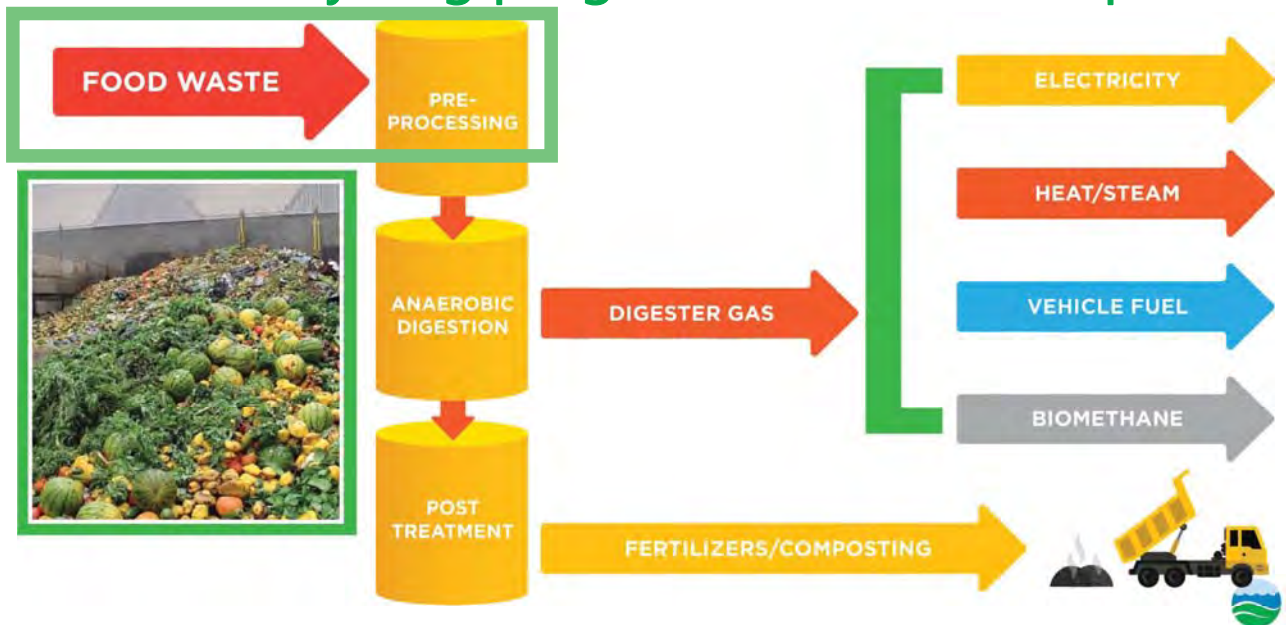 FOOD WASTE
PRE-
PROCESSING
ANAEROBIC
DIGESTION
POST
TREATMENT
DIGESTER GAS
ELECTRICITY
HEAT/STEAM
VEHICLE FUEL
BIOMETHANE
FERTILIZERS/COMPOSTING